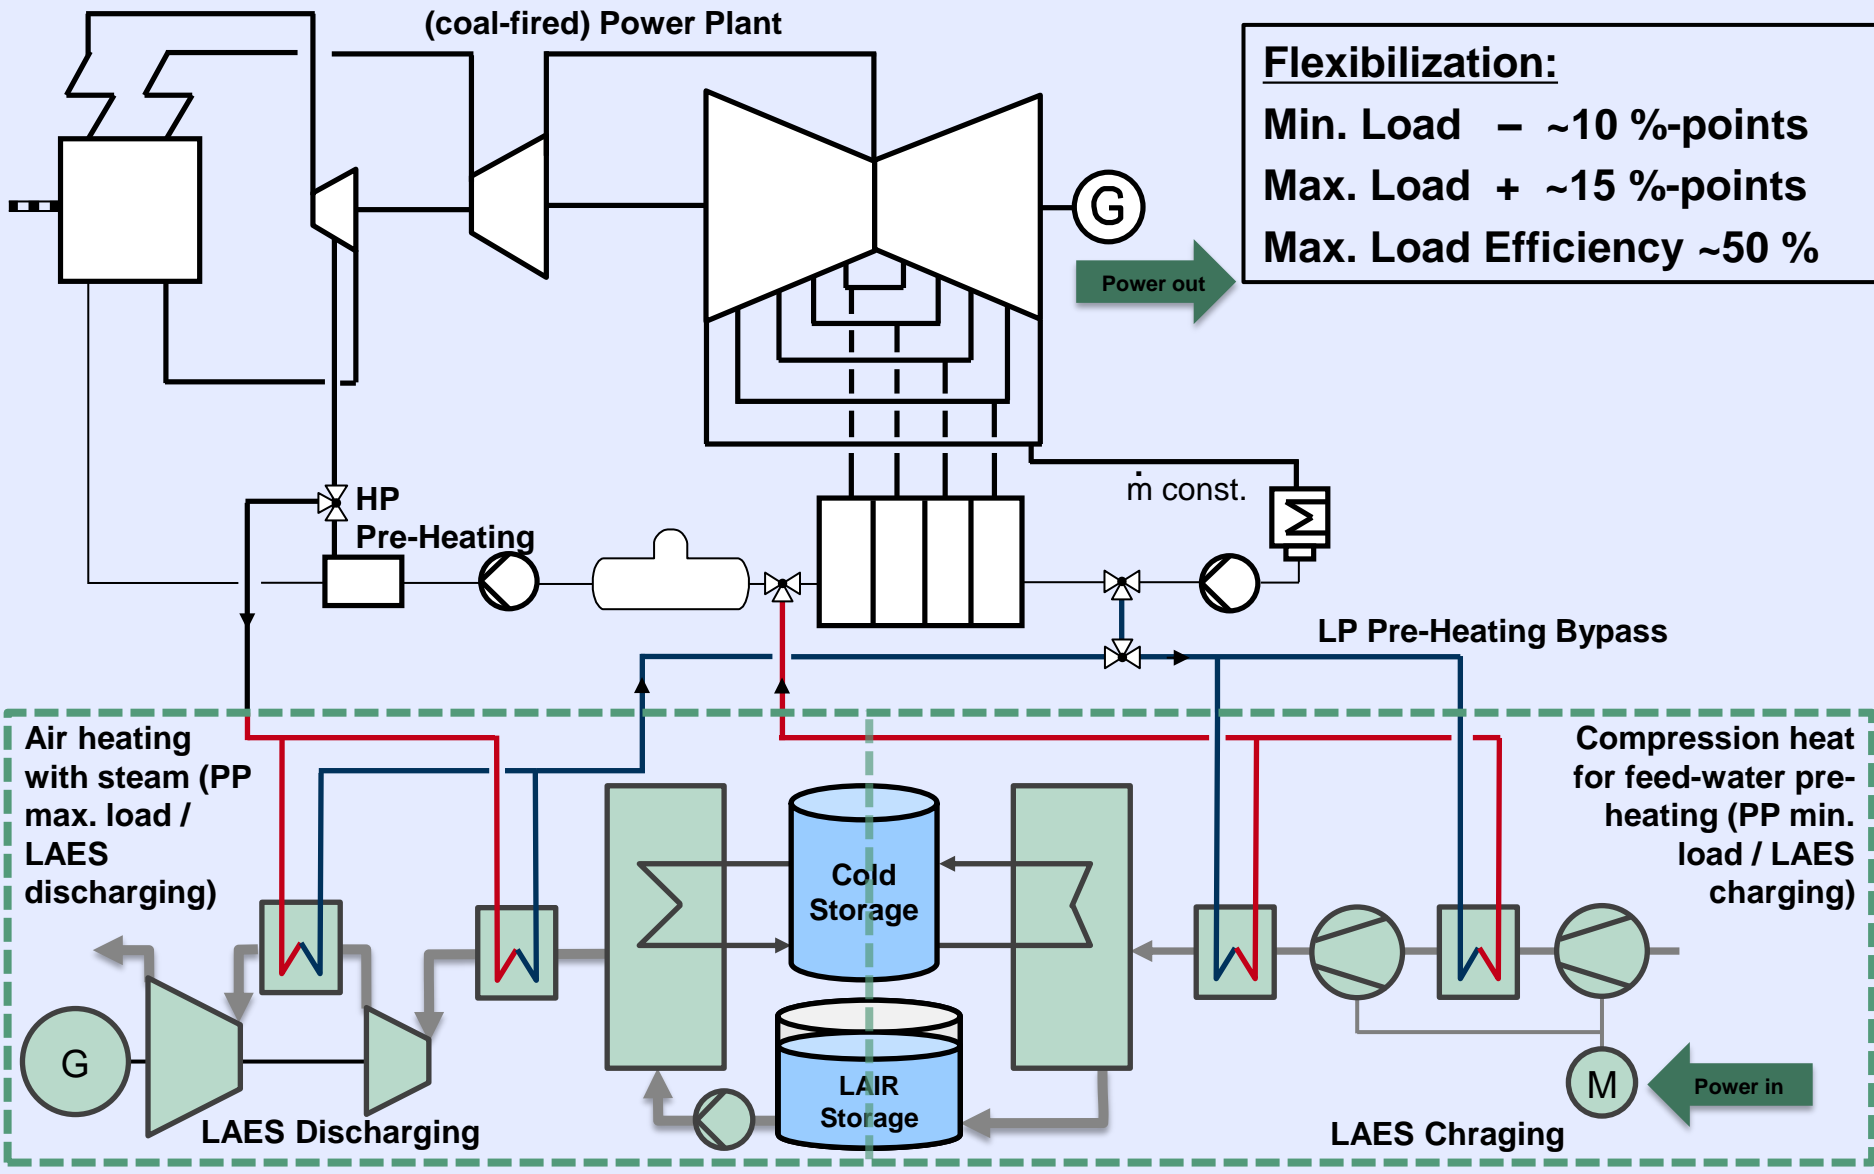 (coal-fired) Power Plant
Flexibilization:
Min. Load – ~10 %-points
Max. Load + ~15 %-points
Max. Load Efficiency ~50 %
G
Power out
ṁ const.
HP
Pre-Heating
LP Pre-Heating Bypass
Air heating
with steam (PP
max. load /
LAES
discharging)
Compression heat
for feed-water pre-
heating (PP min.
load / LAES
charging)
Cold
Storage
G
LAIR
Storage
M
Power in
LAES Discharging
LAES Chraging